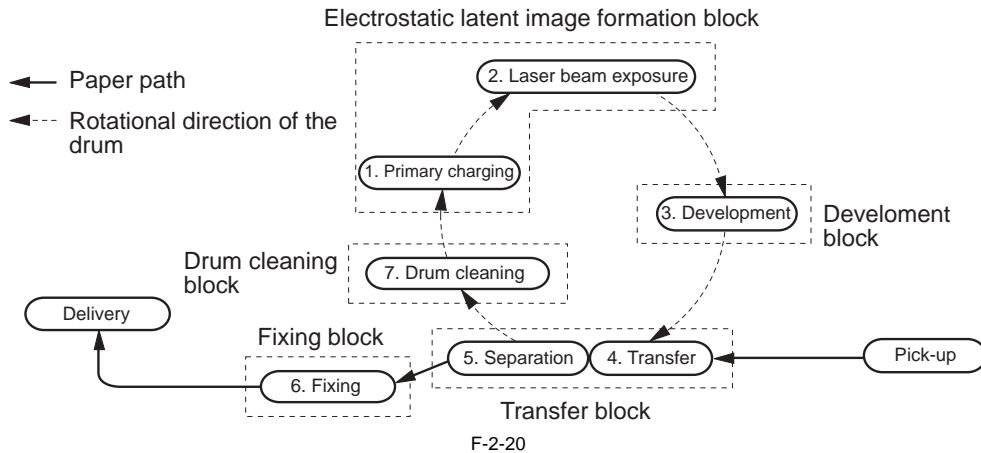 Electrostatic latent image formation block
2. Laser beam exposure
Paper path
Rotational direction of the
drum
1. Primary charging
3. Development
Develoment
block
Drum cleaning
block
7. Drum cleaning
Delivery
Fixing block
5. Separation
4. Transfer
Pick-up
6. Fixing
Transfer block
F-2-20